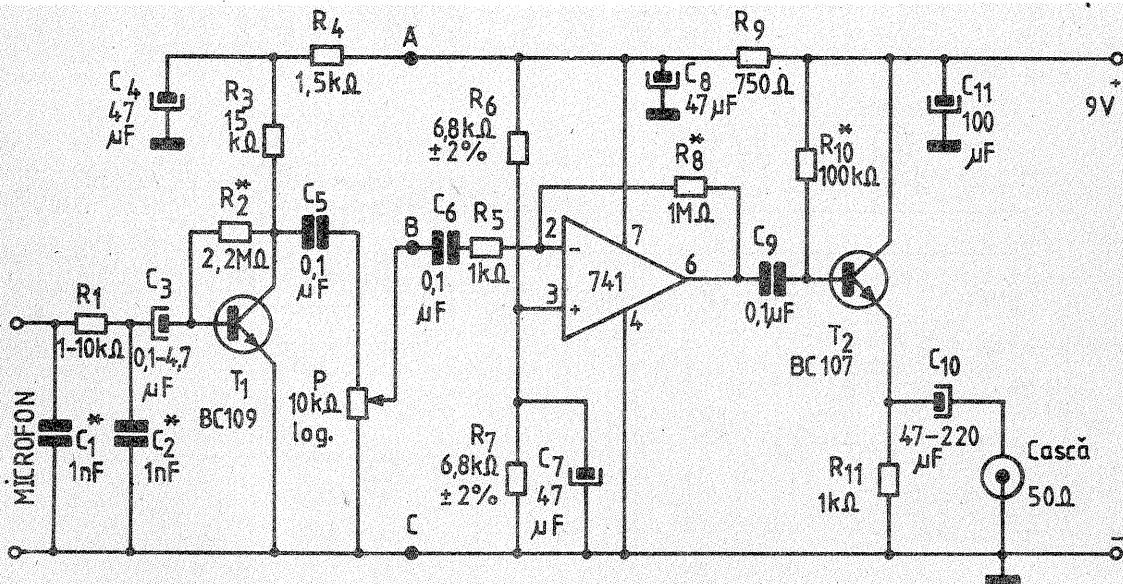 R4
1,5kΩ
A
R9
750Ω
C4
47
µF
R3
15
kΩ
R6
6,8kΩ
±2%
C8
47µF
C11
100
µF
9V
+
R10*
100kΩ
R8*
1MΩ
R2*
2,2MΩ
C5
0,1
µF
B
C6
0,1
µF
R5
1kΩ
2
-
7
741
6
3
+
4
C9
0,1µF
T2
BC107
R1
1-10kΩ
C3
0,1-4,7
µF
T1
BC109
P
10kΩ
log.
C10
47-220
µF
MICROFON
C1*
1nF
C2*
1nF
R7
6,8kΩ
±2%
C7
47
µF
R11
1kΩ
Cască
50Ω
C
-